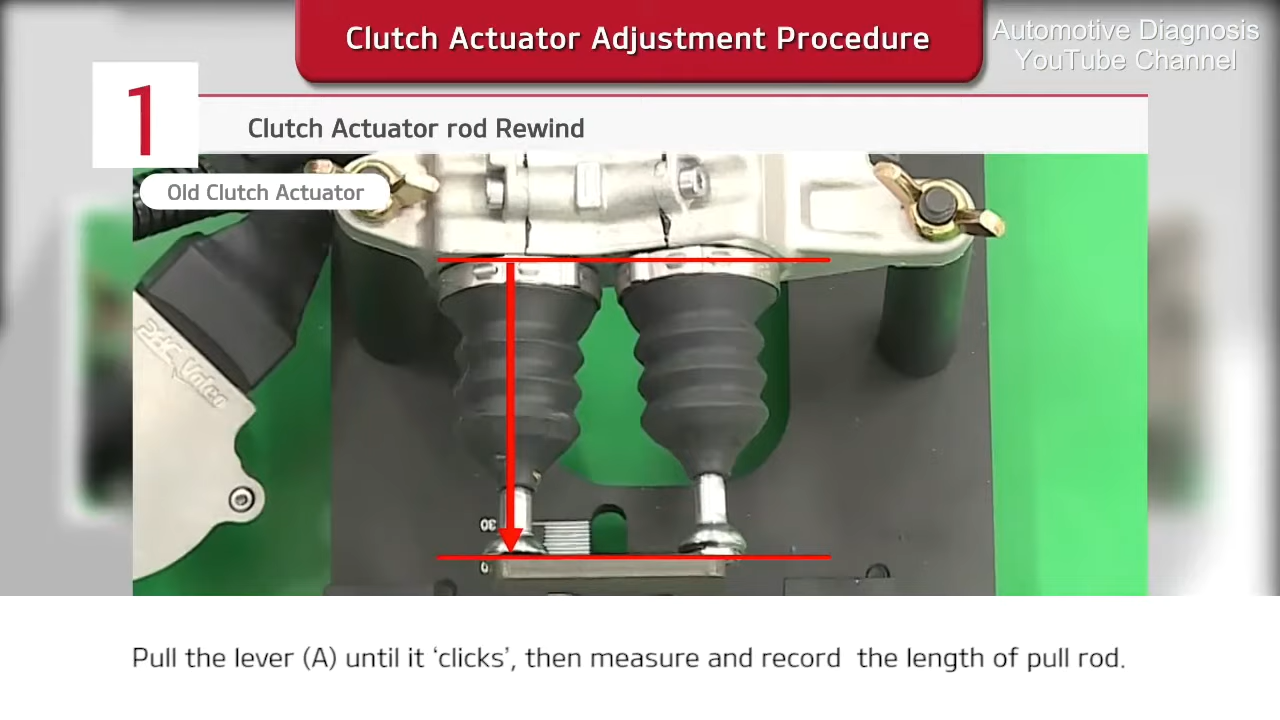 Clutch Actuator Adjustment Procedure
Automotive Diagnosis
YouTube Channel
1
Clutch Actuator rod Rewind
Old Clutch Actuator
Valeo
30
0
Pull the lever (A) until it ‘clicks’, then measure and record  the length of pull rod.